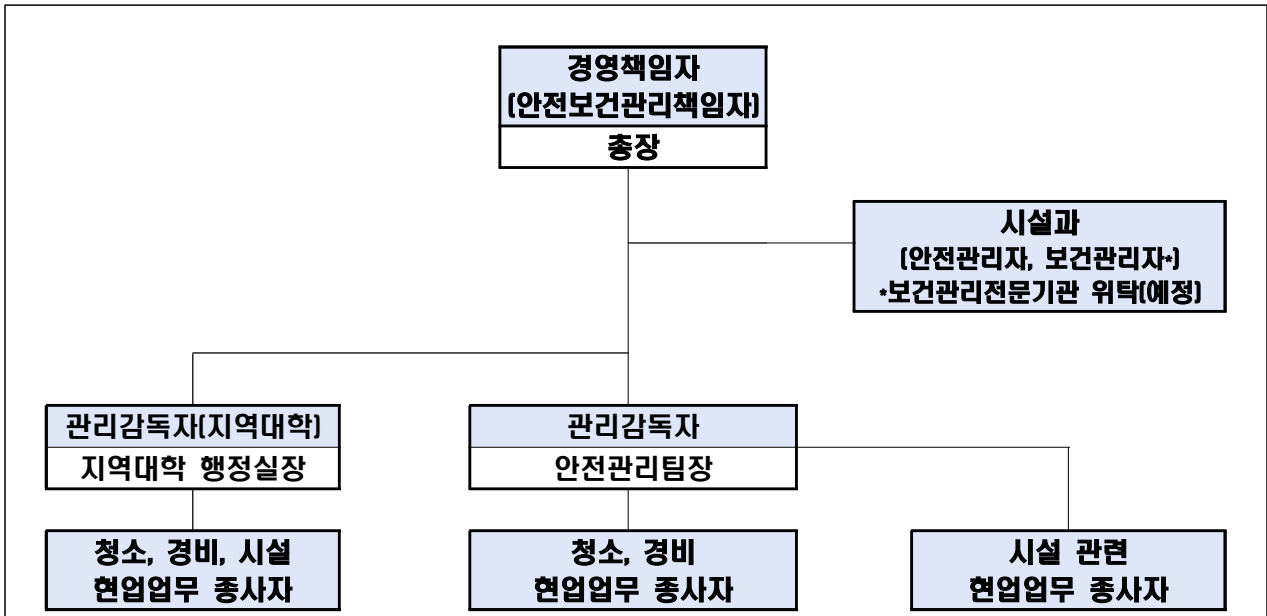 경영책임자
(안전보건관리책임자)
총장
시설과
(안전관리자, 보건관리자*)
*보건관리전문기관 위탁(예정)
관리감독자(지역대학)
지역대학 행정실장
관리감독자
안전관리팀장
청소, 경비, 시설
현업업무 종사자
청소, 경비
현업업무 종사자
시설 관련
현업업무 종사자